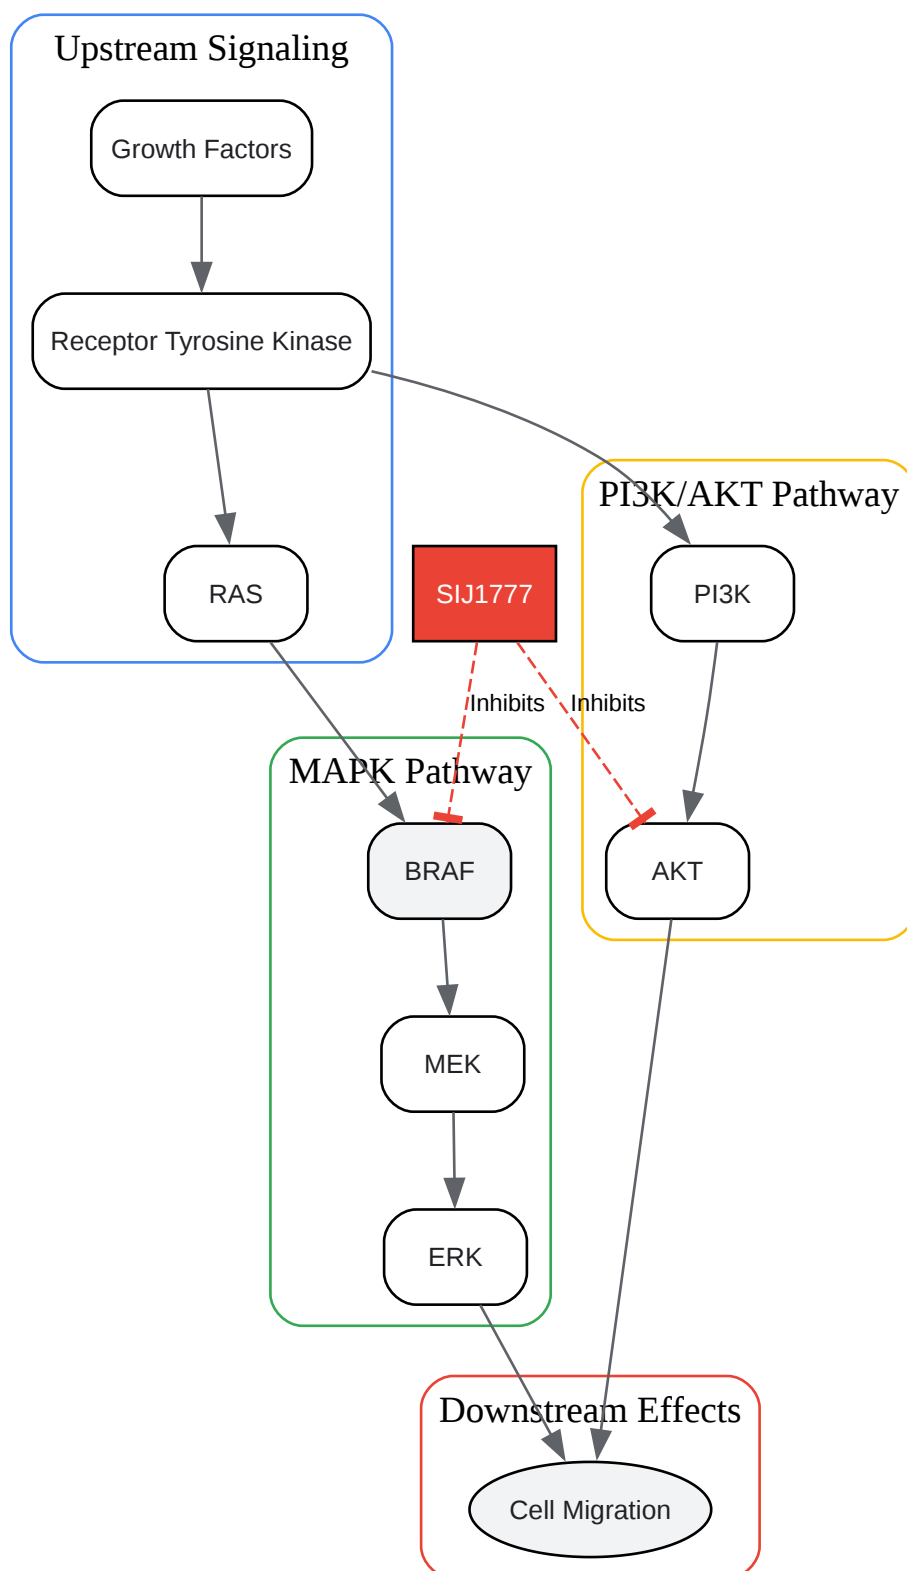 Upstream Signaling
Growth Factors
Receptor Tyrosine Kinase
PI3K/AKT Pathway
RAS
SIJ1777
PI3K
Inhibits
Inhibits
MAPK Pathway
BRAF
AKT
MEK
ERK
Downstream Effects
Cell Migration